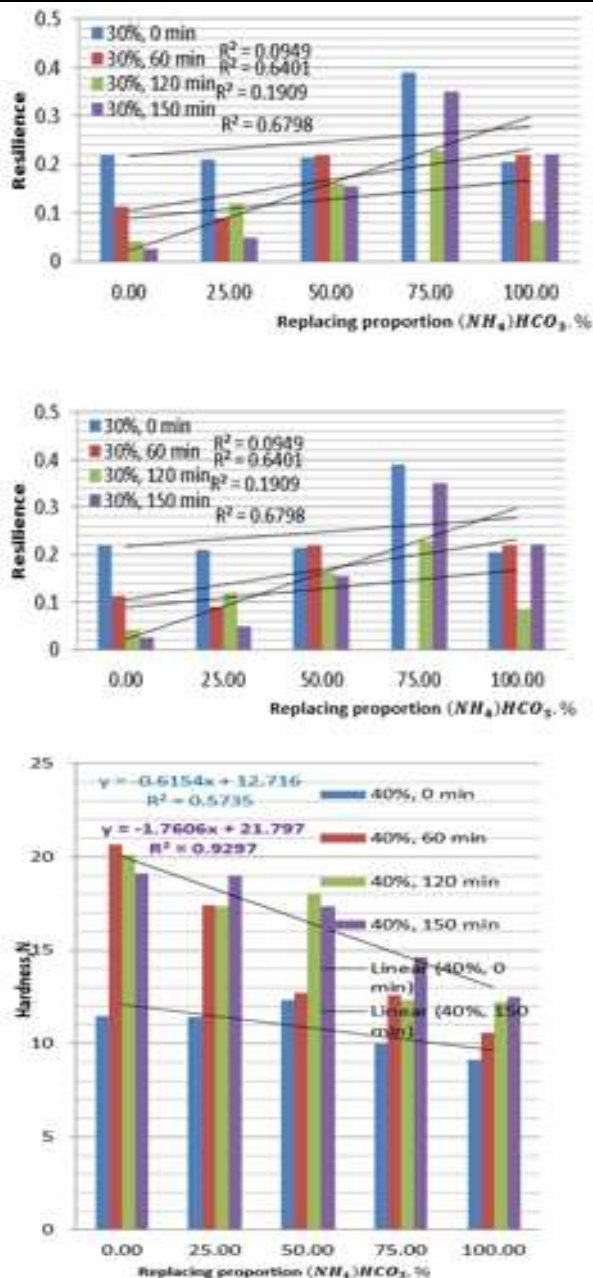 0.5
30%, 0 min
R² = 0.0949
0.4
30%, 60 min
R² = 0.6401
30%, 120 min
R² = 0.1909
0.3
30%, 150 min
R² = 0.6798
Resilience
0.2
0.1
0
0.00 25.00 50.00 75.00 100.00
Replacing proportion (NH₄)HCO₃. %
0.5
30%, 0 min
R² = 0.0949
0.4
30%, 60 min
R² = 0.6401
30%, 120 min
R² = 0.1909
0.3
30%, 150 min
R² = 0.6798
Resilience
0.2
0.1
0
0.00 25.00 50.00 75.00 100.00
Replacing proportion (NH₄)HCO₃. %
25
y = -0.6154x + 12.716
R² = 0.5735
40%, 0 min
y = -1.7606x + 21.797
R² = 0.9297
40%, 60 min
20
40%, 120 min
40%, 150 min
15
Linear (40%, 0
min)
Linear (40%, 150
min)
Hardness,N
10
5
0
0.00 25.00 50.00 75.00 100.00
Replacing proportion (NH₄)HCO₃. %